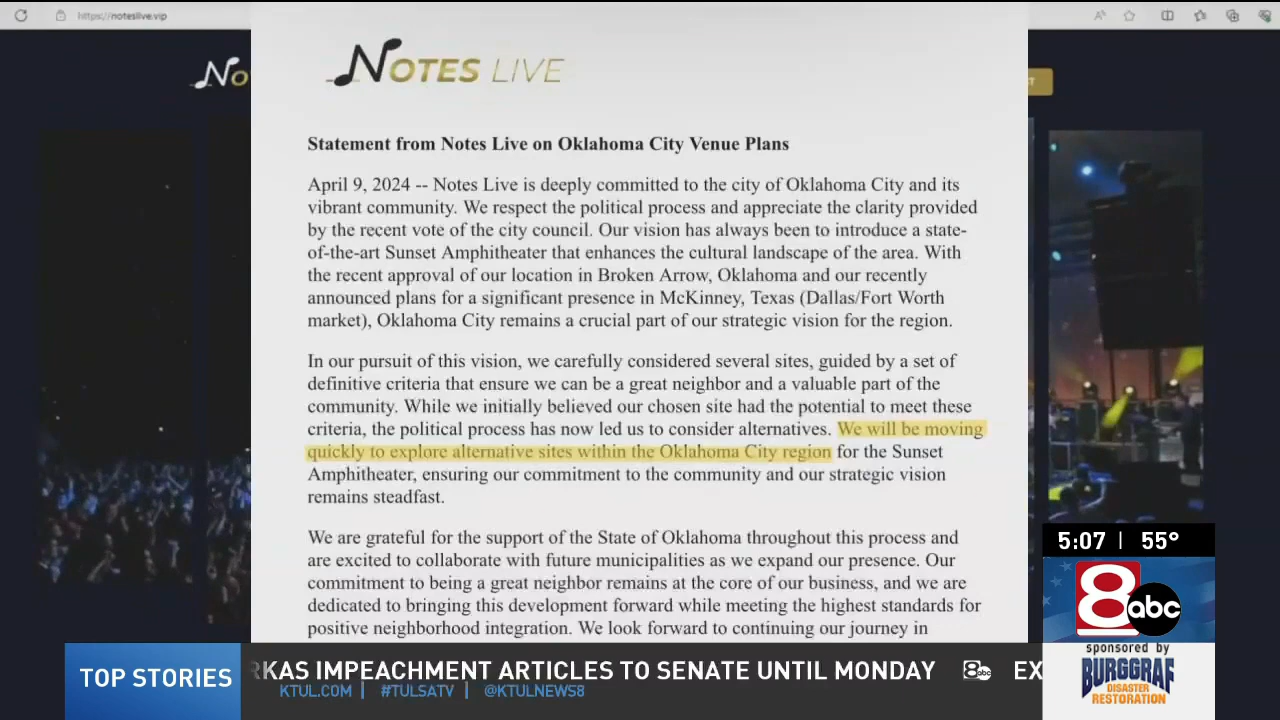 https://noteslive.vip
NOTES LIVE
Statement from Notes Live on Oklahoma City Venue Plans
April 9, 2024 -- Notes Live is deeply committed to the city of Oklahoma City and its
vibrant community. We respect the political process and appreciate the clarity provided
by the recent vote of the city council. Our vision has always been to introduce a state-
of-the-art Sunset Amphitheater that enhances the cultural landscape of the area. With
the recent approval of our location in Broken Arrow, Oklahoma and our recently
announced plans for a significant presence in McKinney, Texas (Dallas/Fort Worth
market), Oklahoma City remains a crucial part of our strategic vision for the region.
In our pursuit of this vision, we carefully considered several sites, guided by a set of
definitive criteria that ensure we can be a great neighbor and a valuable part of the
community. While we initially believed our chosen site had the potential to meet these
criteria, the political process has now led us to consider alternatives. We will be moving
quickly to explore alternative sites within the Oklahoma City region for the Sunset
Amphitheater, ensuring our commitment to the community and our strategic vision
remains steadfast.
We are grateful for the support of the State of Oklahoma throughout this process and
are excited to collaborate with future municipalities as we expand our presence. Our
commitment to being a great neighbor remains at the core of our business, and we are
dedicated to bringing this development forward while meeting the highest standards for
positive neighborhood integration. We look forward to continuing our journey in
5:07 | 55°
8 abc
sponsored by
BURGGRAF
DISASTER
RESTORATION
TOP STORIES
RKAS IMPEACHMENT ARTICLES TO SENATE UNTIL MONDAY 8 abc EX
KTUL.COM | #TULSATV | @KTULNEWS8